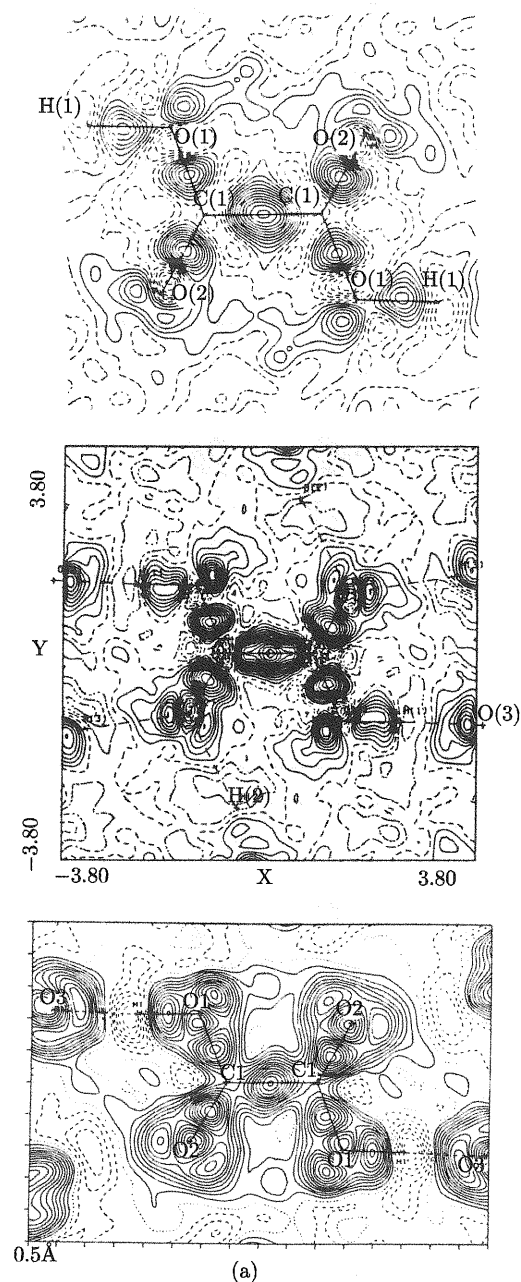 H(1)
O(1)
O(2)
C(1)
C(1)
O(1)
H(1)
O(2)
3.80
Y
O(3)
H(2)
-3.80
-3.80
X
3.80
O3
O1
O2
C1
C1
O2
O1
O3
0.5Å
(a)